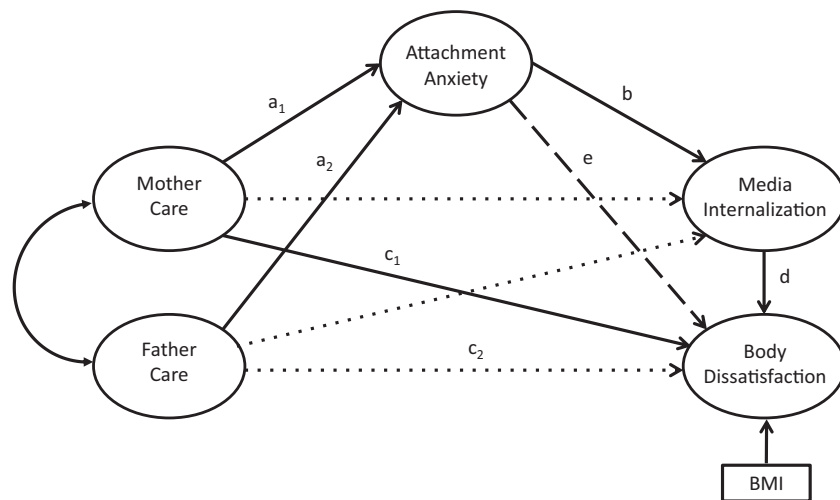 Attachment
Anxiety
a1
b
a2
e
Mother
Care
Media
Internalization
c1
d
Father
Care
c2
Body
Dissatisfaction
BMI